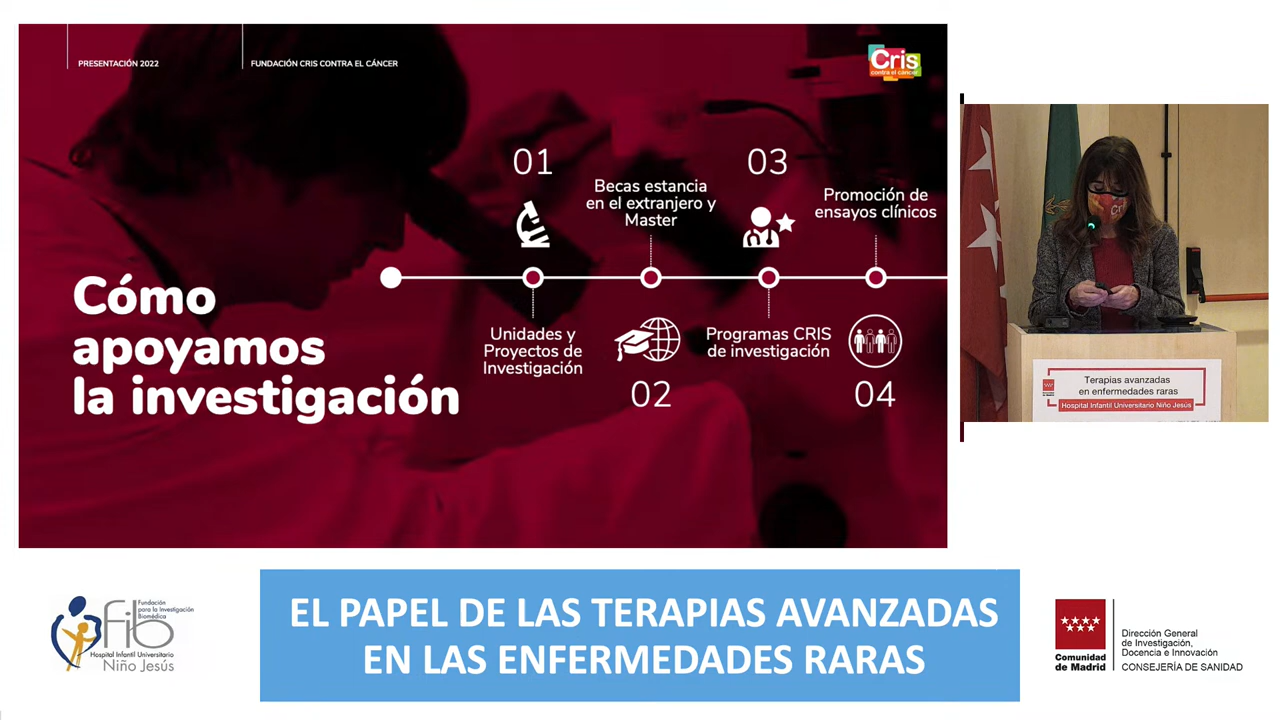 PRESENTACIÓN 2022
FUNDACIÓN CRIS CONTRA EL CÁNCER
Cris
contra el cáncer
Cómo
apoyamos
la investigación
01
Unidades y
Proyectos de
Investigación
Becas estancia
en el extranjero y
Master
02
03
Programas CRIS
de investigación
Promoción de
ensayos clínicos
04
Terapias avanzadas
en enfermedades raras
Hospital Infantil Universitario Niño Jesús
fib
Fundación
para la Investigación
Biomédica
Hospital Infantil Universitario
Niño Jesús
EL PAPEL DE LAS TERAPIAS AVANZADAS
EN LAS ENFERMEDADES RARAS
Comunidad
de Madrid
Dirección General
de Investigación,
Docencia e Innovación
CONSEJERÍA DE SANIDAD